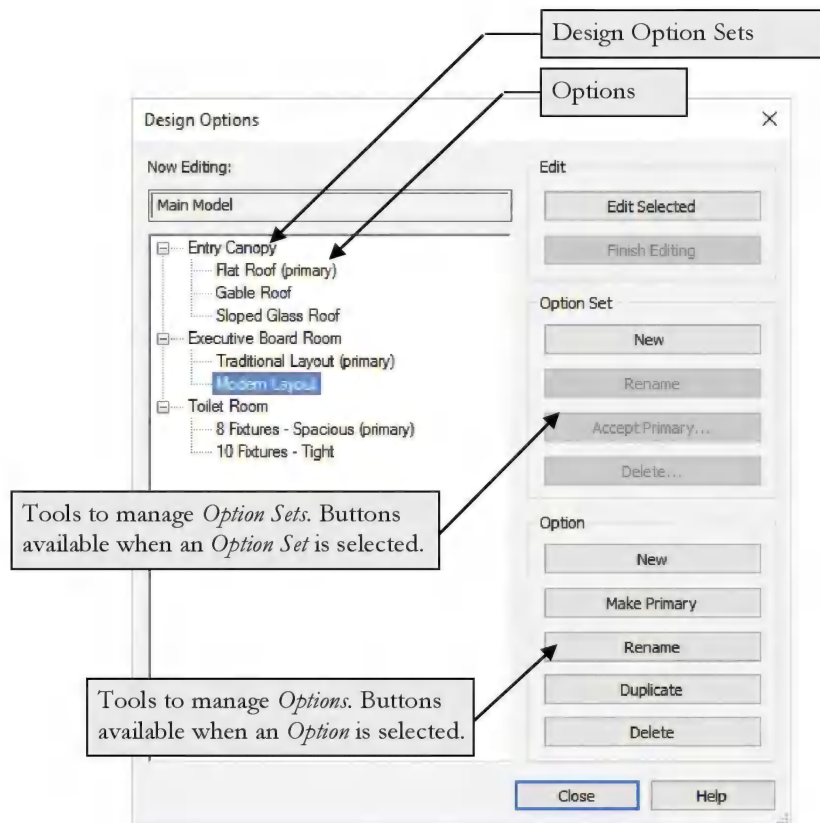 Design Option Sets
Options
Design Options
Now Editing:
Main Model
Entry Canopy
Flat Roof (primary)
Gable Roof
Sloped Glass Roof
Executive Board Room
Traditional Layout (primary)
Modern Layout
Toilet Room
8 Fixtures - Spacious (primary)
10 Fixtures - Tight
Edit
Edit Selected
Finish Editing
Option Set
New
Rename
Accept Primary...
Delete...
Tools to manage Option Sets. Buttons
available when an Option Set is selected.
Option
New
Make Primary
Rename
Duplicate
Delete
Tools to manage Options. Buttons
available when an Option is selected.
Close
Help